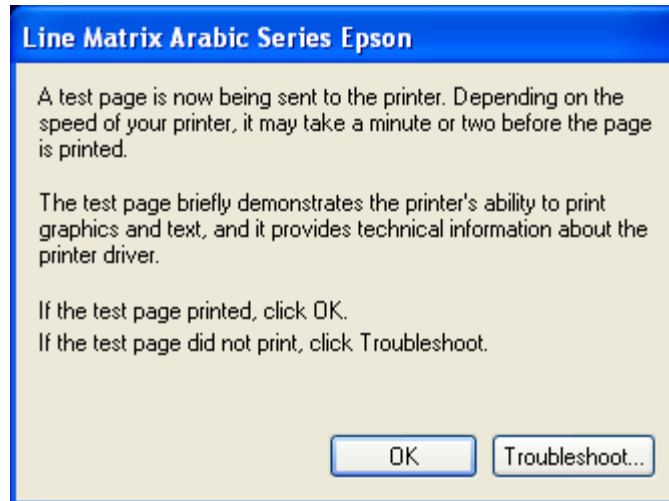 Line Matrix Arabic Series Epson
A test page is now being sent to the printer. Depending on the
speed of your printer, it may take a minute or two before the page
is printed.
The test page briefly demonstrates the printer's ability to print
graphics and text, and it provides technical information about the
printer driver.
If the test page printed, click OK.
If the test page did not print, click Troubleshoot.
OK
Troubleshoot...